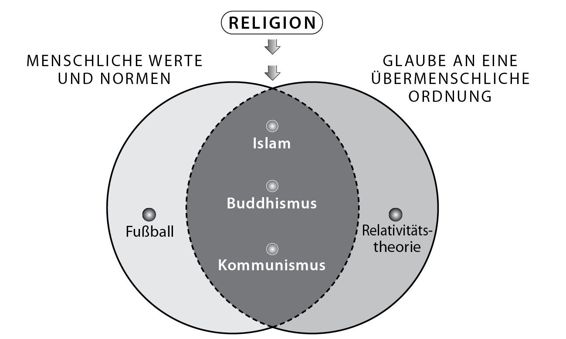 RELIGION
MENSCHLICHE WERTE
UND NORMEN
GLAUBE AN EINE
ÜBERMENSCHLICHE
ORDNUNG
Islam
Buddhismus
Fußball
Relativitäts-
theorie
Kommunismus